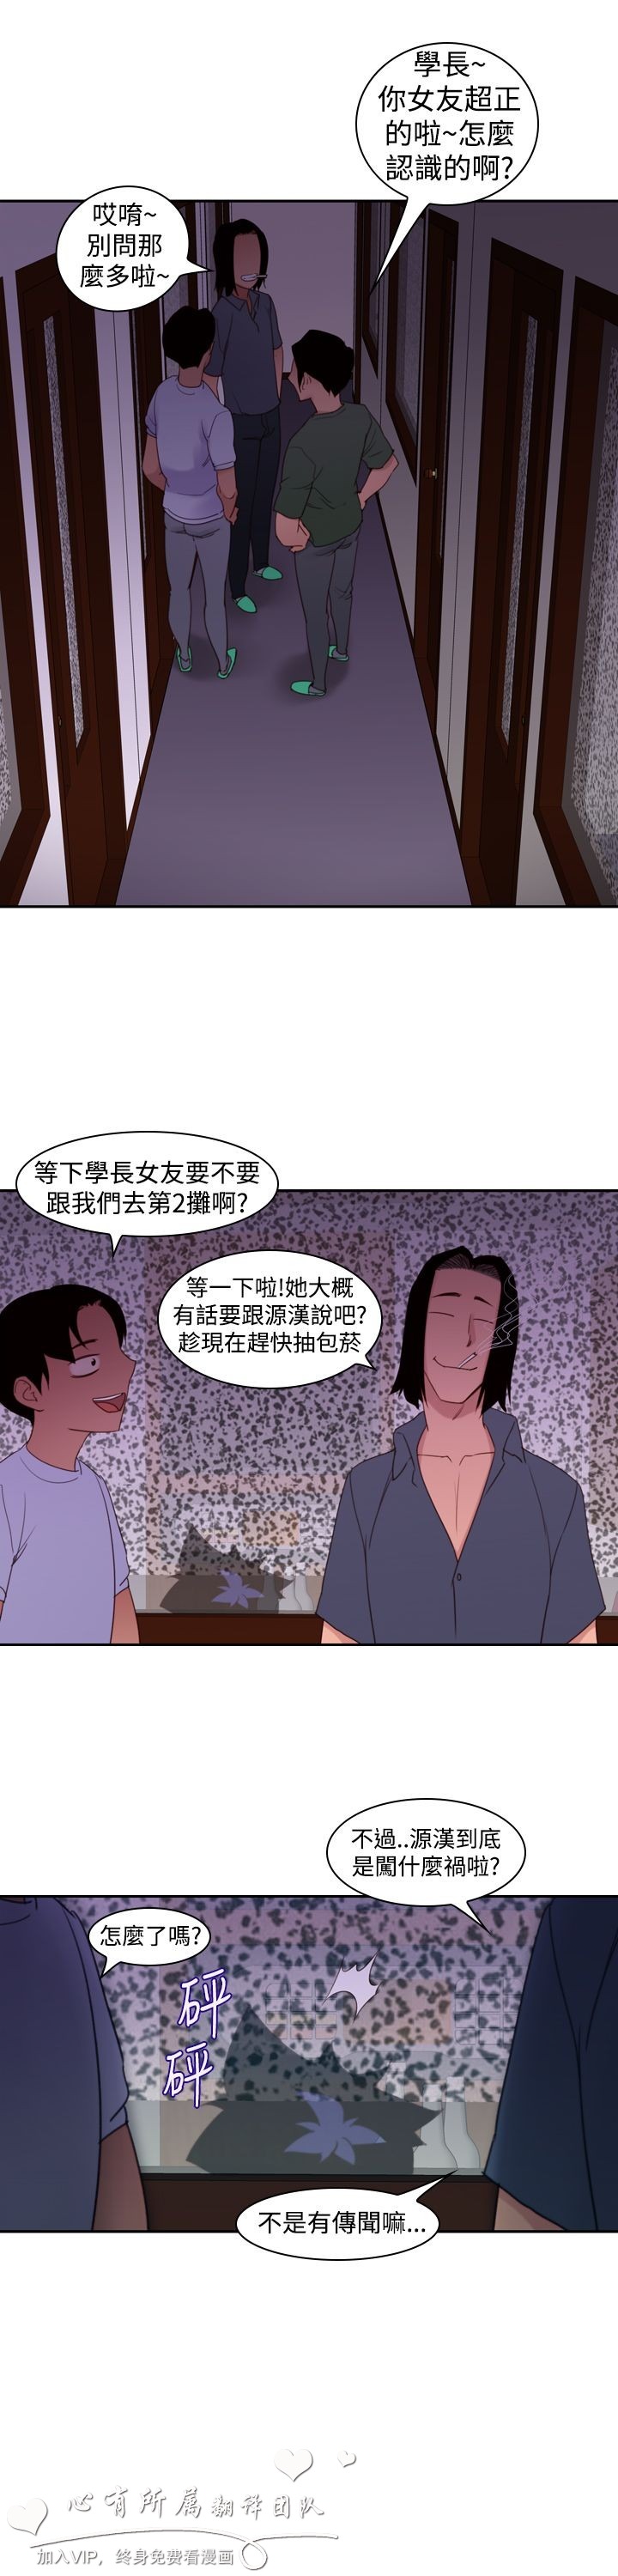 學長~
你女友超正
的啦~怎麼
認識的啊?
哎唷~
別問那
麼多啦~
等下學長女友要不要
跟我們去第2攤啊?
等一下啦!她大概
有話要跟源漢說吧?
趁現在趕快抽包菸
不過..源漢到底
是闖什麼禍啦?
怎麼了嗎?
砰
砰
不是有傳聞嘛...
心有所属翻译团队
加入VIP，终身免费看漫画